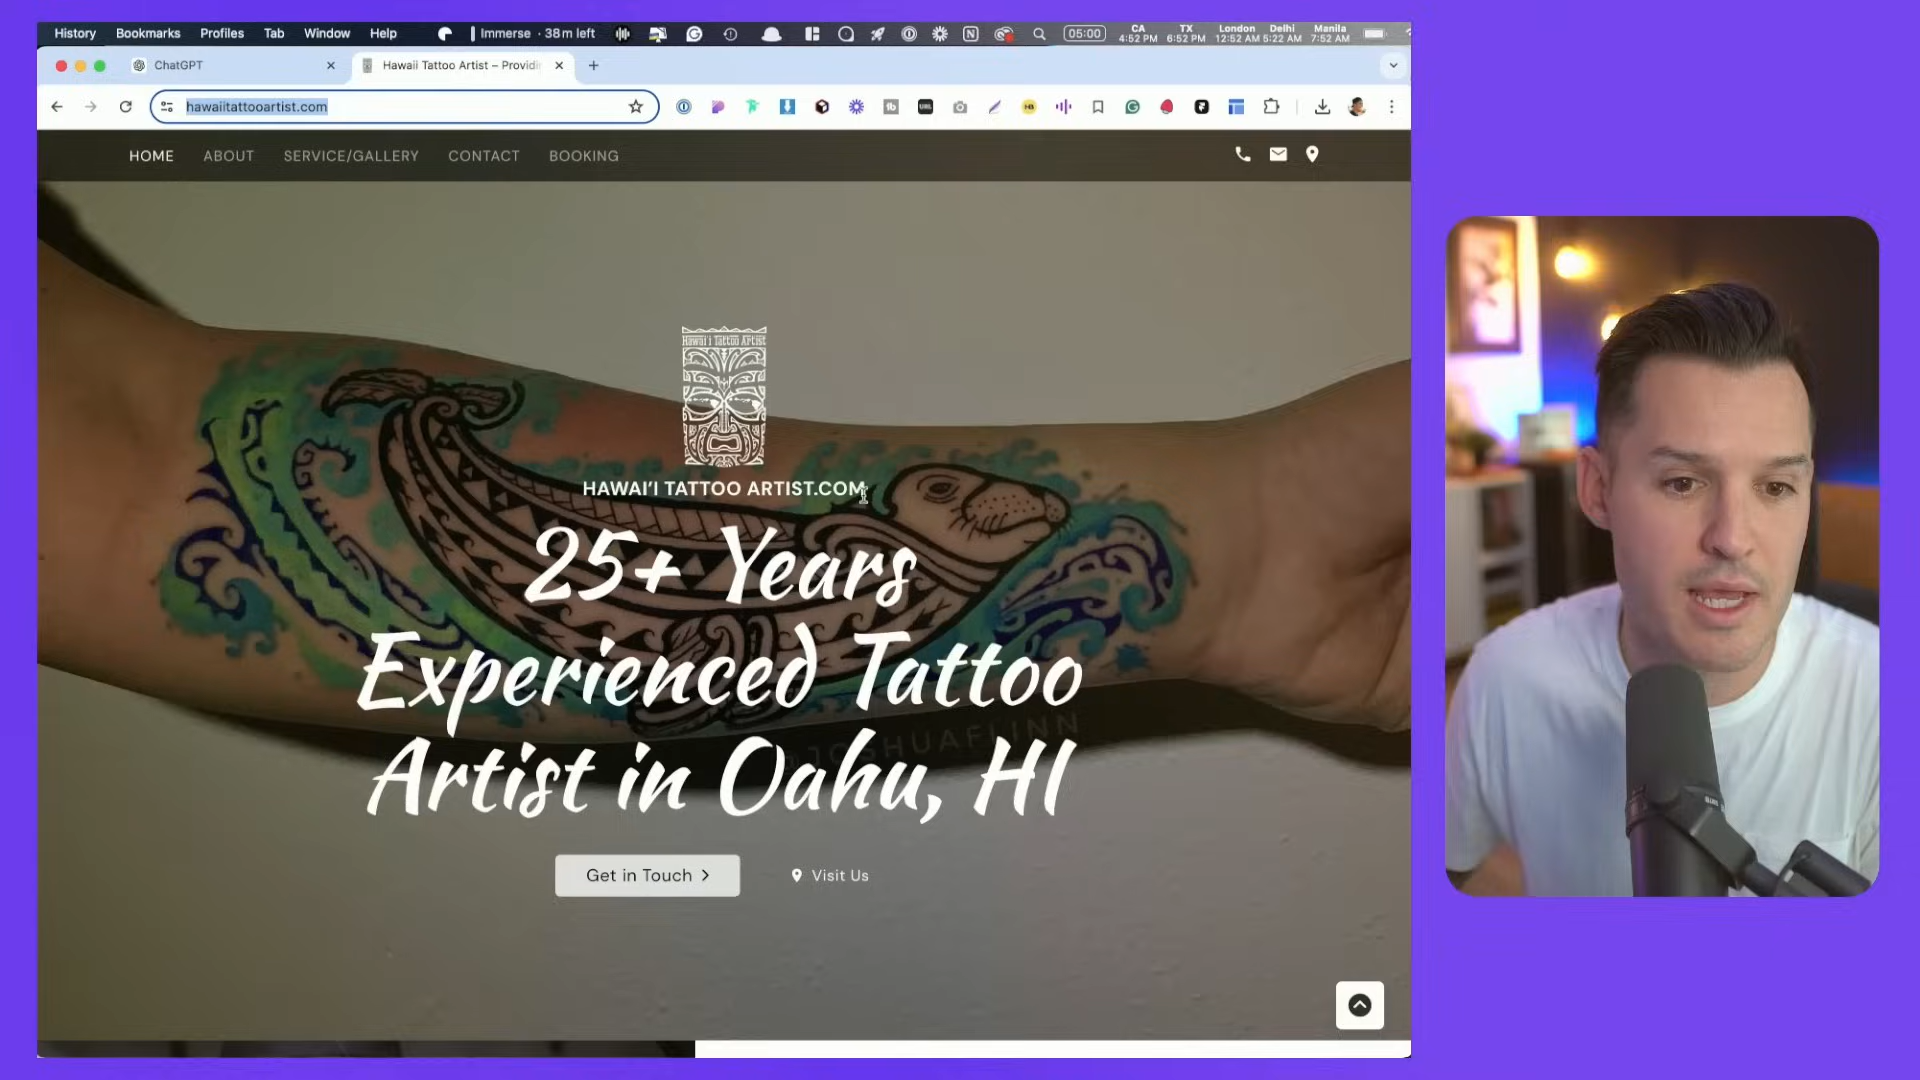 History Bookmarks Profiles Tab Window Help Immerse · 38m left 05:00 CA TX London Delhi Manila
4:52 PM 6:52 PM 12:52 AM 5:22 AM 7:52 AM
ChatGPT Hawaii Tattoo Artist – Providi
hawaiitattooartist.com
HOME ABOUT SERVICE/GALLERY CONTACT BOOKING
Hawai'i Tattoo Artist
HAWAI'I TATTOO ARTIST.COM
25+ Years
Experienced Tattoo
Artist in Oahu, HI
@JOSHUAFLINN
Get in Touch Visit Us